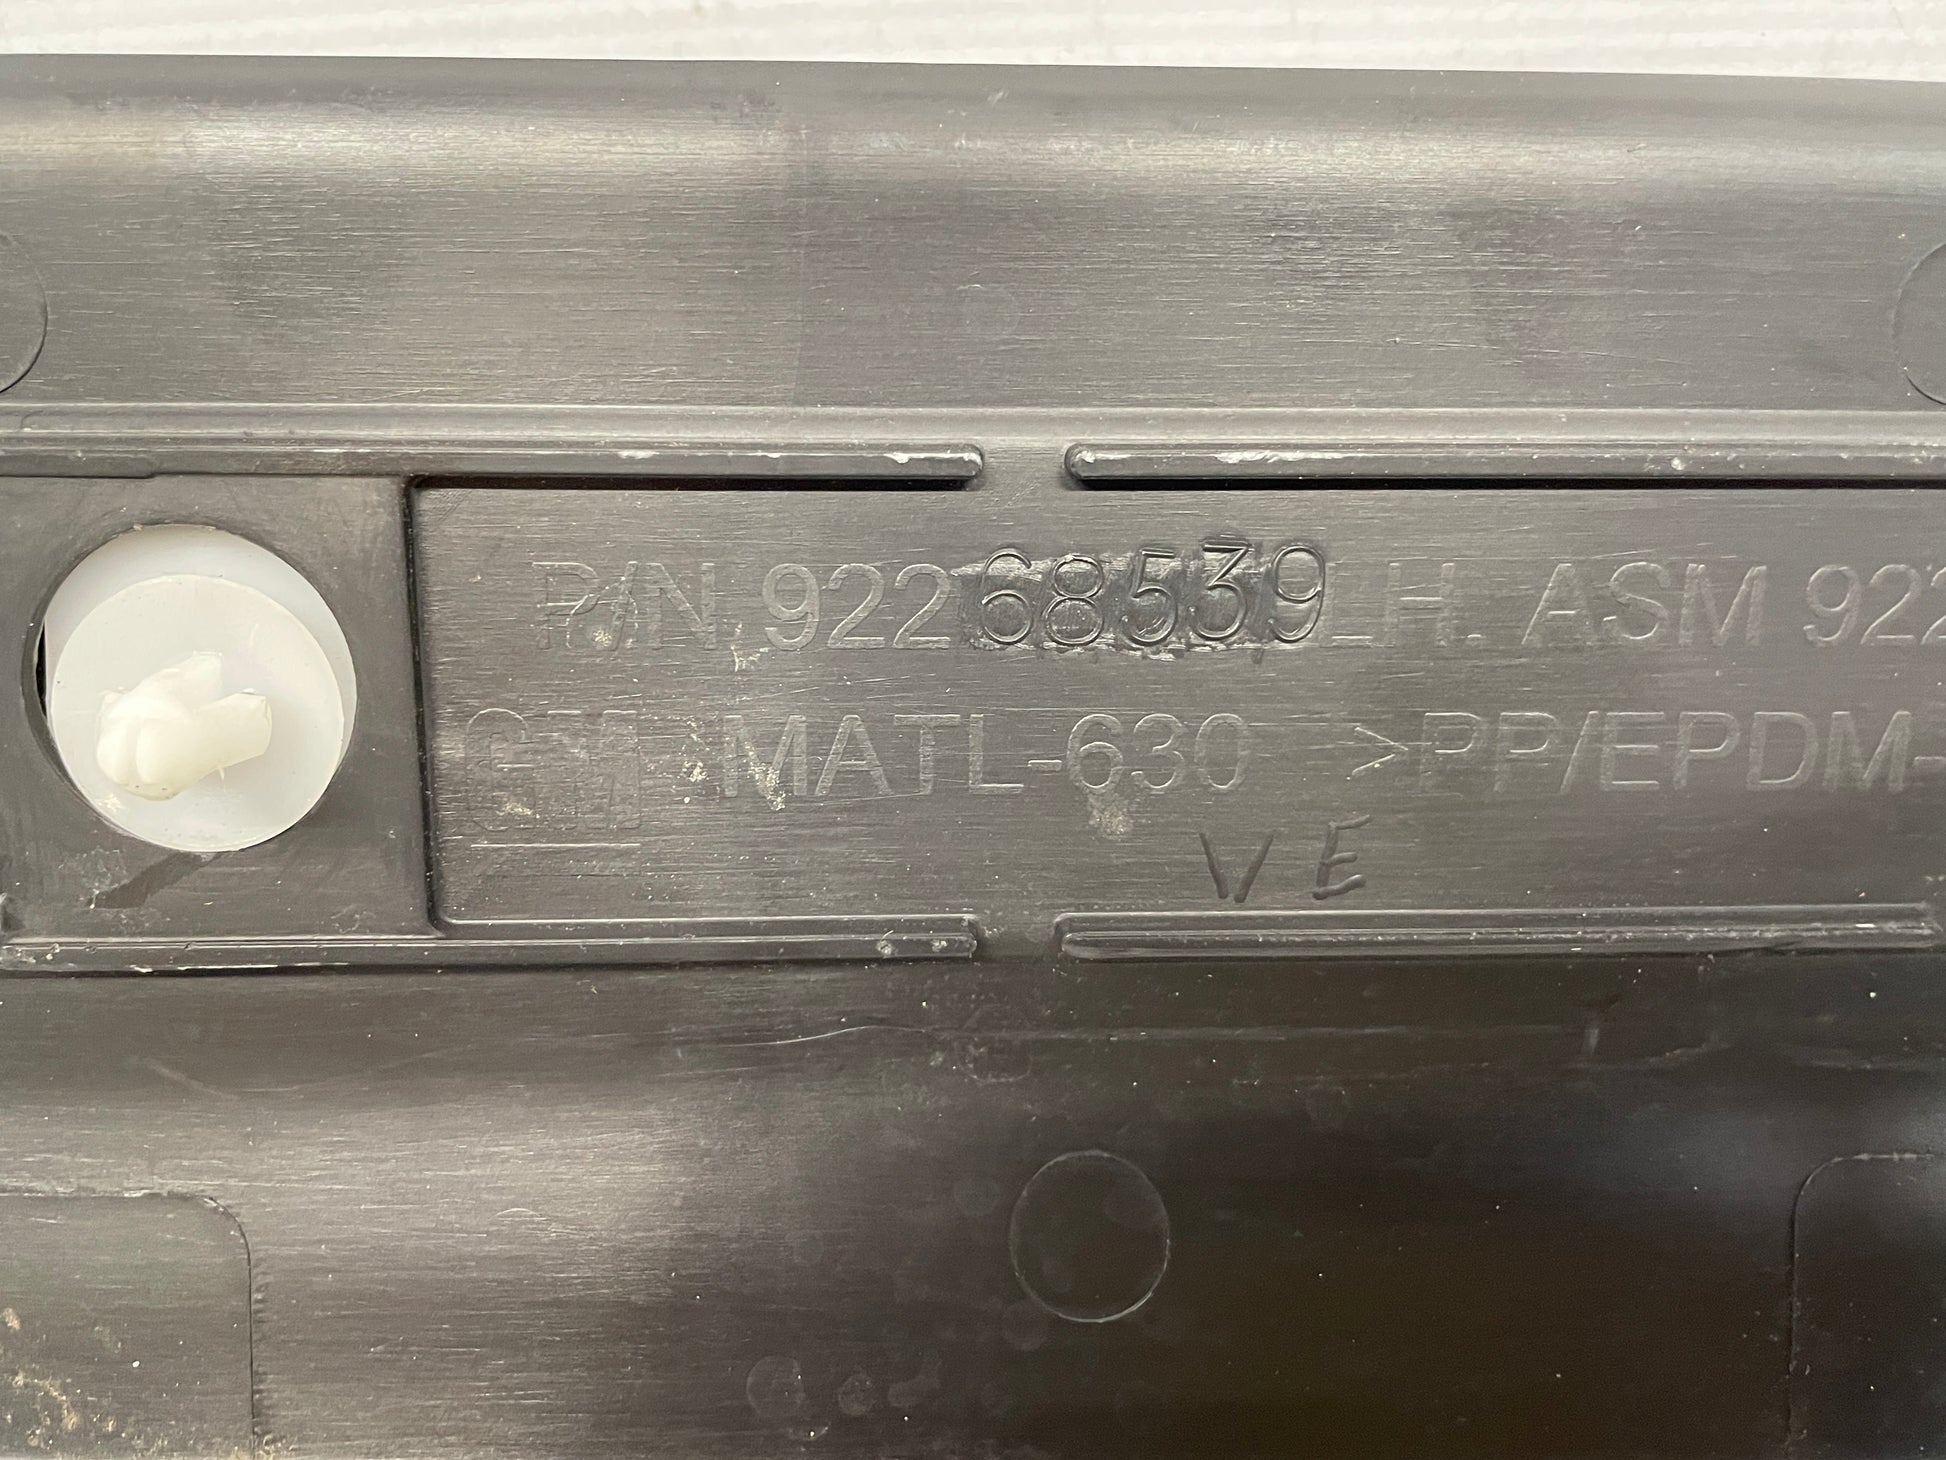 P/N 92268539 LH. ASM 922
GM MATL-630 >PP/EPDM-
VE